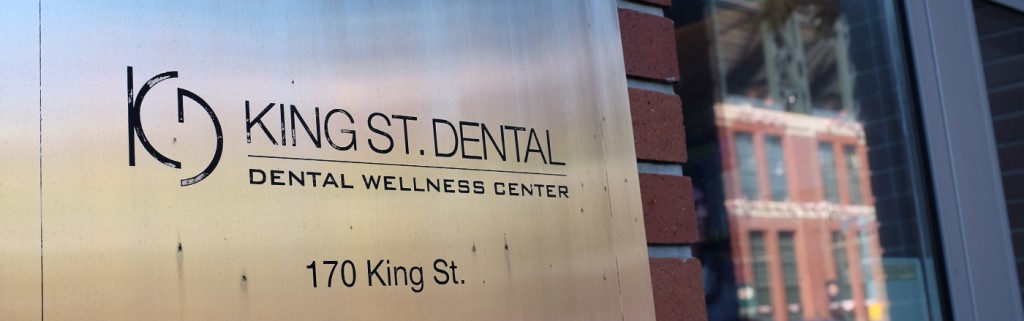 KING ST. DENTAL
DENTAL WELLNESS CENTER
170 King St.